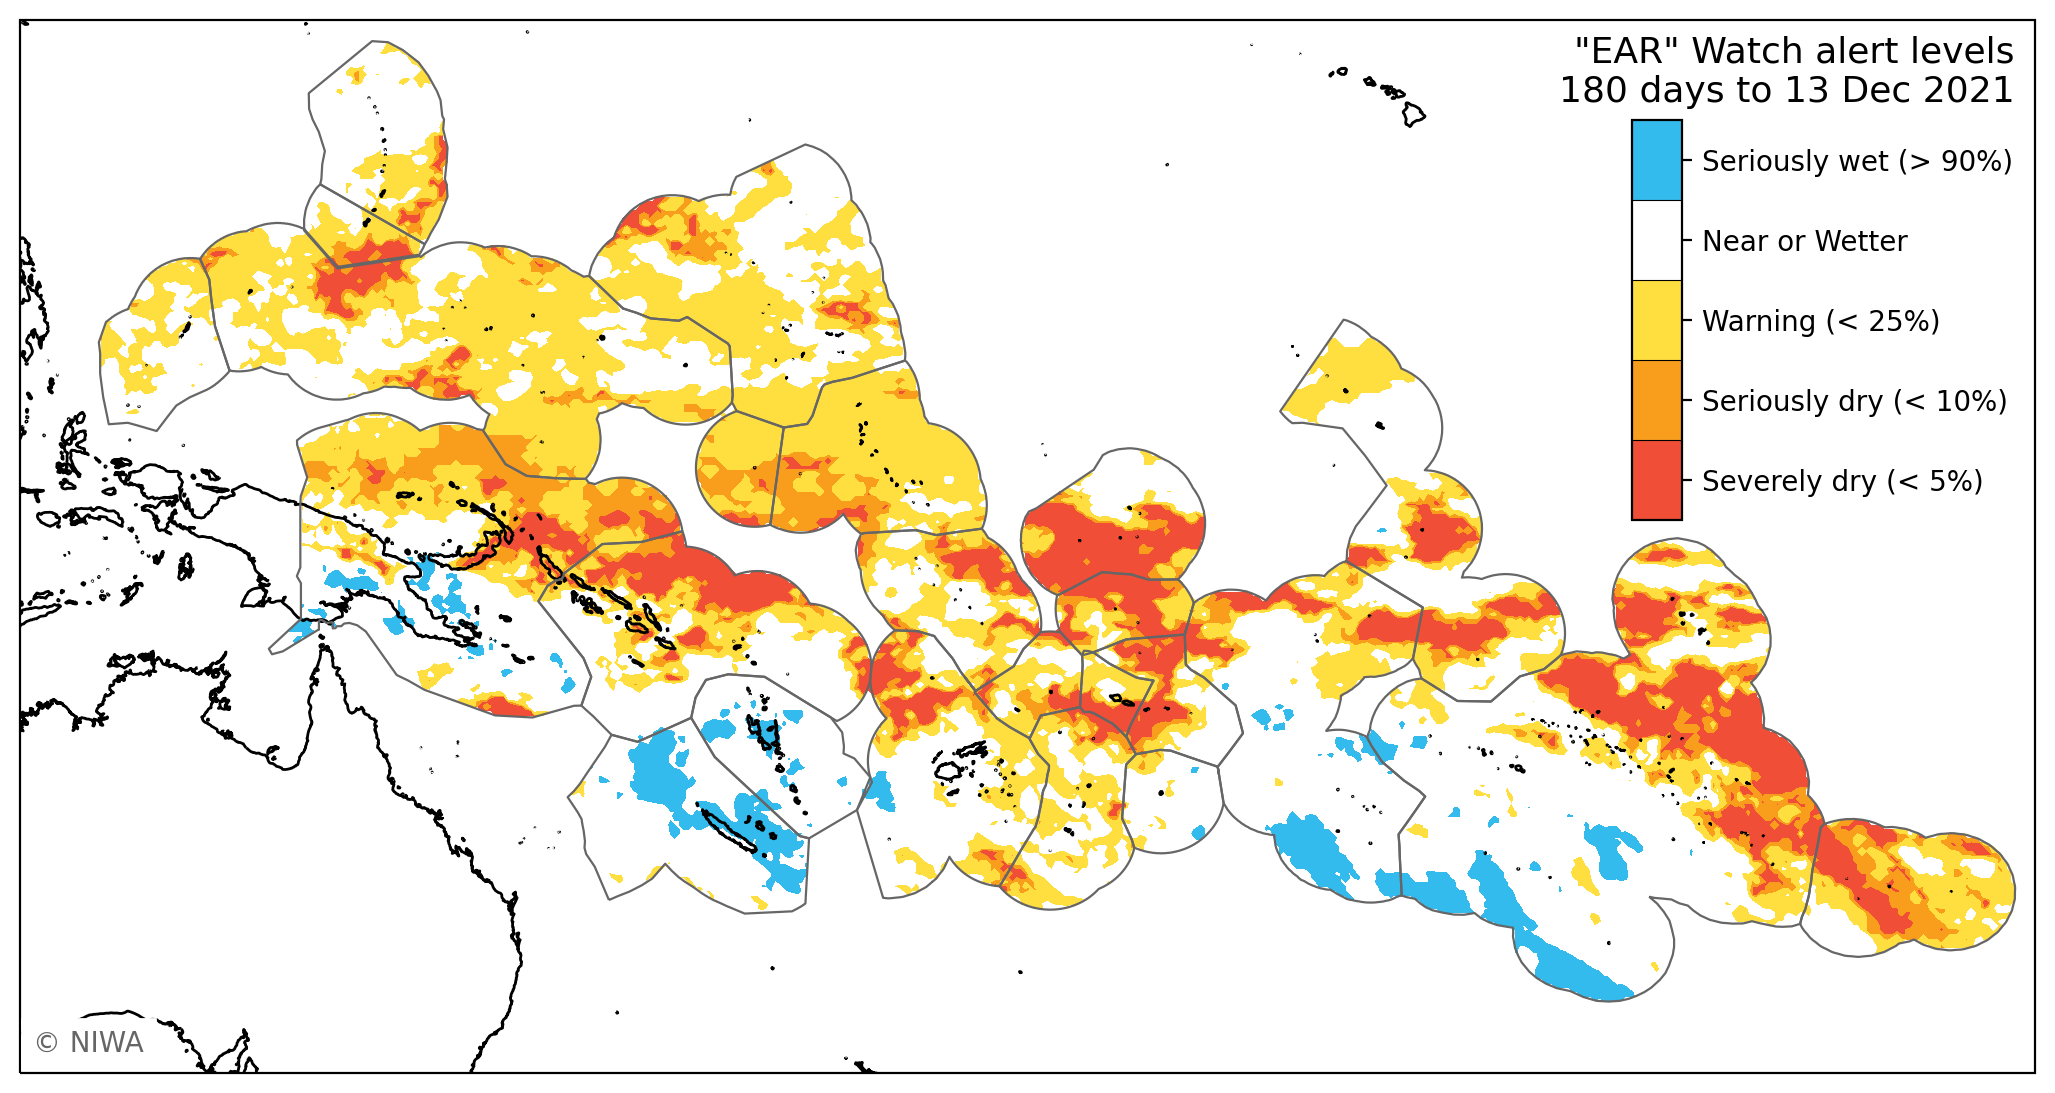 "EAR" Watch alert levels
180 days to 13 Dec 2021
Seriously wet (> 90%)
Near or Wetter
Warning (< 25%)
Seriously dry (< 10%)
Severely dry (< 5%)
© NIWA